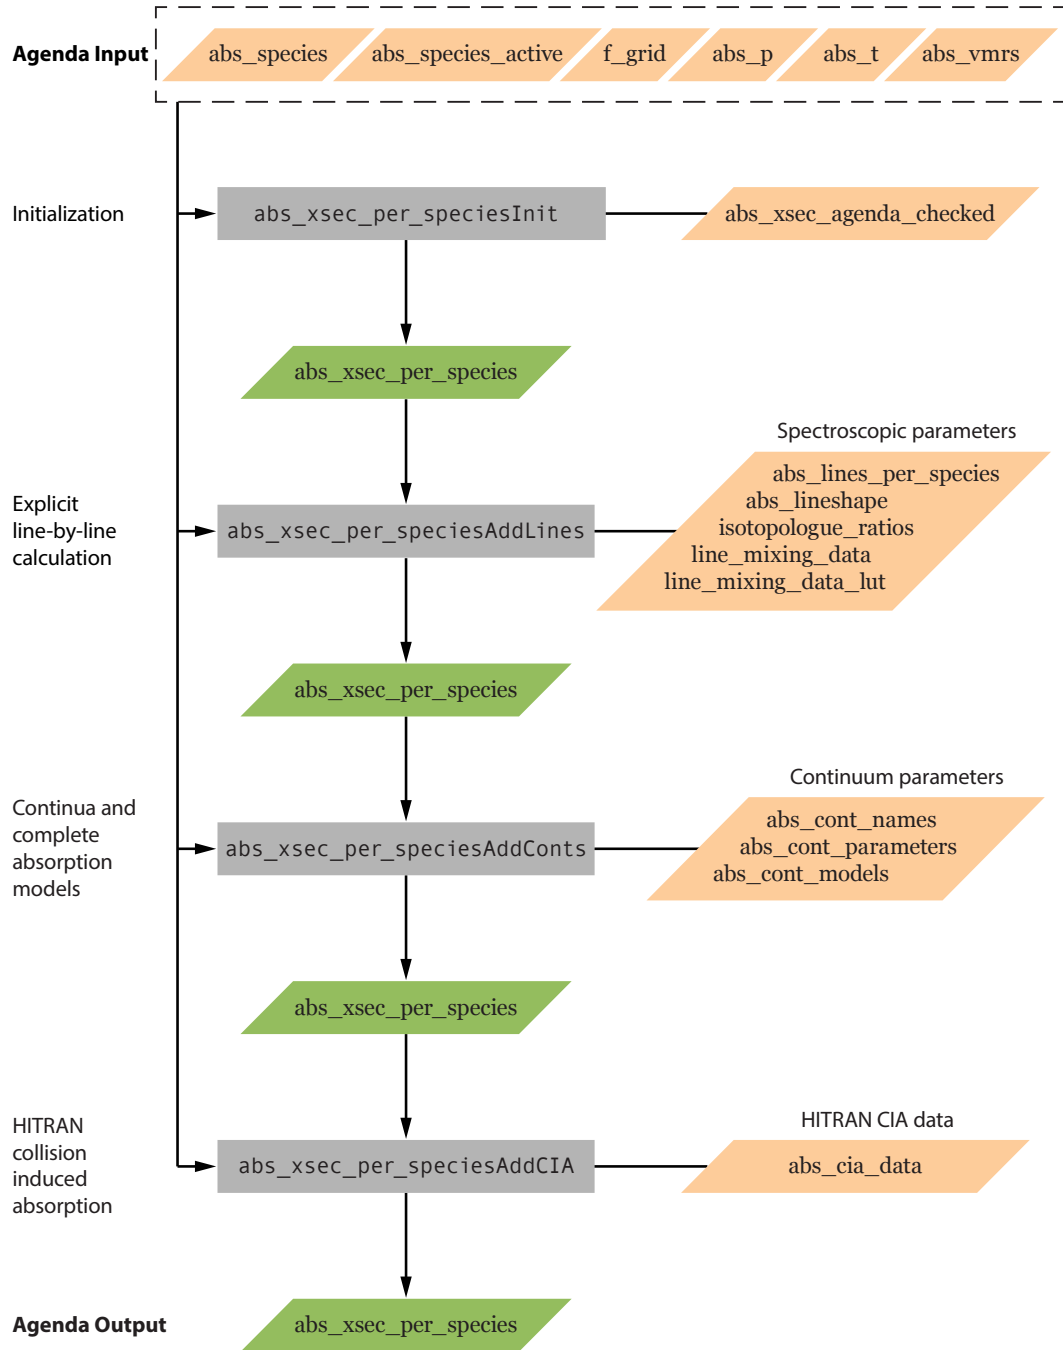 Agenda Input
abs_species abs_species_active f_grid abs_p abs_t abs_vmrs
Initialization
abs_xsec_per_speciesInit
abs_xsec_agenda_checked
abs_xsec_per_species
Spectroscopic parameters
abs_lines_per_species
abs_lineshape
isotopologue_ratios
line_mixing_data
line_mixing_data_lut
Explicit
line-by-line
calculation
abs_xsec_per_speciesAddLines
abs_xsec_per_species
Continuum parameters
abs_cont_names
abs_cont_parameters
abs_cont_models
Continua and
complete
absorption
models
abs_xsec_per_speciesAddConts
abs_xsec_per_species
HITRAN CIA data
abs_cia_data
HITRAN
collision
induced
absorption
abs_xsec_per_speciesAddCIA
Agenda Output
abs_xsec_per_species